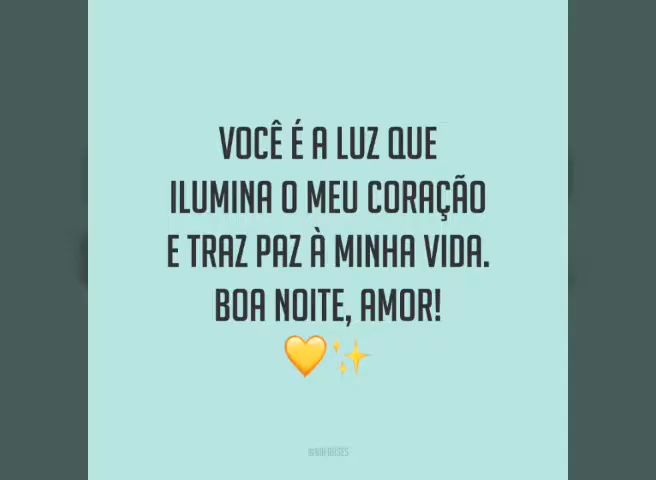 VOCÊ É A LUZ QUE
ILUMINA O MEU CORAÇÃO
E TRAZ PAZ À MINHA VIDA.
BOA NOITE, AMOR!
💛✨